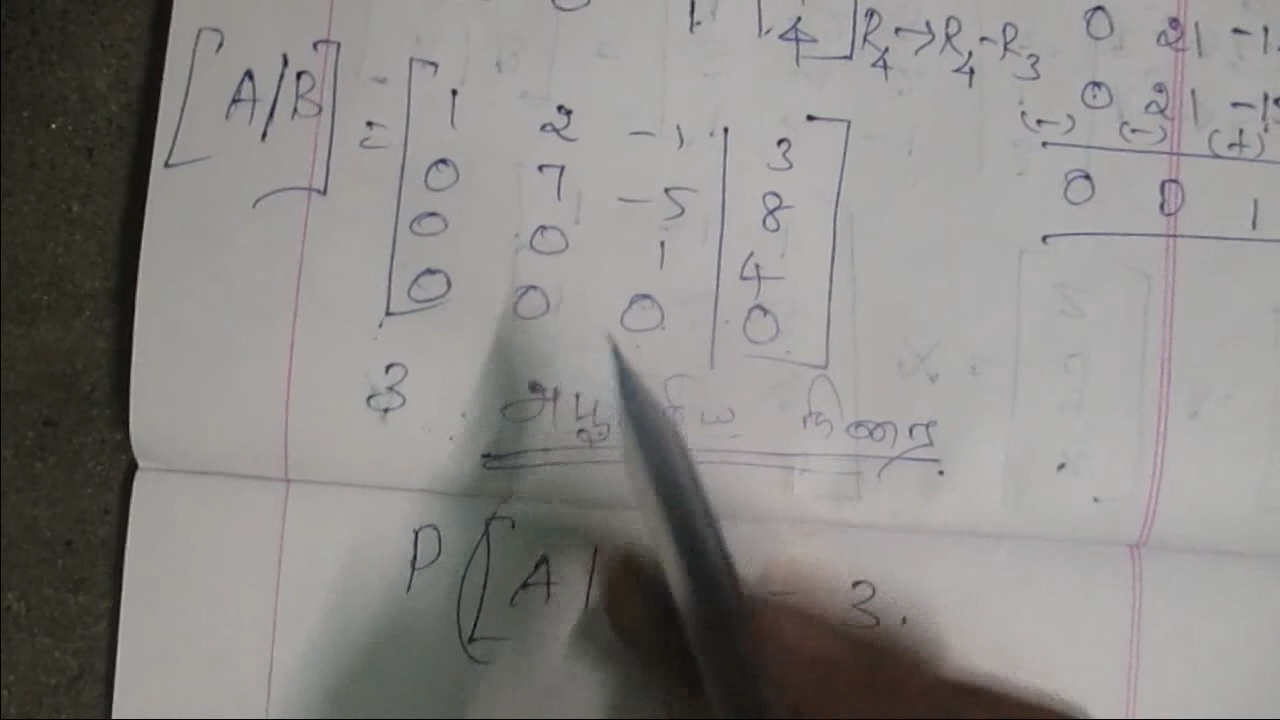 4 ] R₄→R₄-R₃
0 21 -1
0 21 -1
(-) (-) (+)
0 0 1
[A/B] = [ 1 2 -1 | 3
0 7 -5 | 8
0 0 1 | 4
0 0 0 | 0 ]
3
ρ([A| - 3.